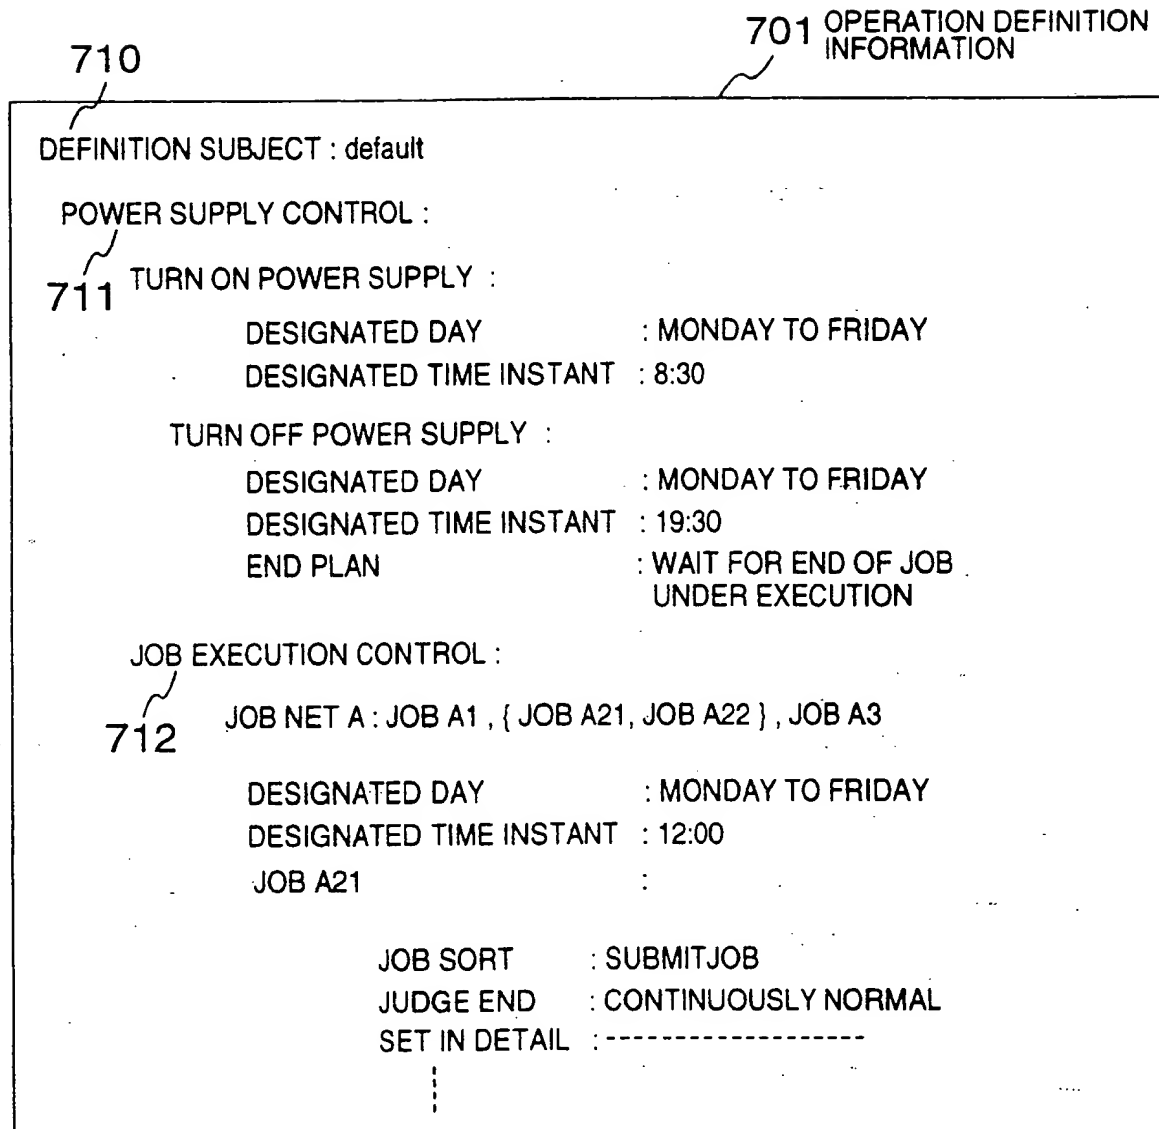 701 OPERATION DEFINITION
INFORMATION
710
DEFINITION SUBJECT : default
POWER SUPPLY CONTROL :
711 TURN ON POWER SUPPLY :
DESIGNATED DAY : MONDAY TO FRIDAY
DESIGNATED TIME INSTANT : 8:30
TURN OFF POWER SUPPLY :
DESIGNATED DAY : MONDAY TO FRIDAY
DESIGNATED TIME INSTANT : 19:30
END PLAN : WAIT FOR END OF JOB
UNDER EXECUTION
JOB EXECUTION CONTROL :
712 JOB NET A : JOB A1 , { JOB A21, JOB A22 } , JOB A3
DESIGNATED DAY : MONDAY TO FRIDAY
DESIGNATED TIME INSTANT : 12:00
JOB A21 :
JOB SORT : SUBMITJOB
JUDGE END : CONTINUOUSLY NORMAL
SET IN DETAIL : -------------------